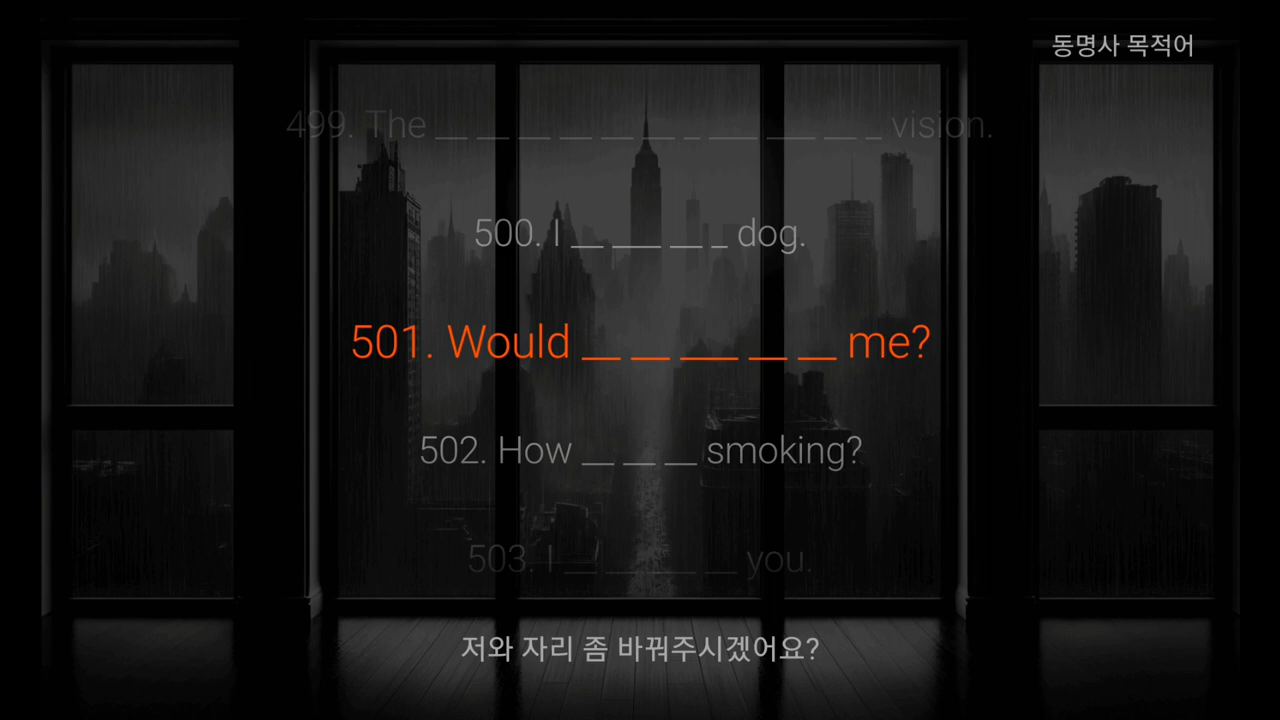 동명사 목적어
499. The __ __ __ __ __ __ _ ___ ___ __ _ vision.
500. I __ ___ __ _ dog.
501. Would __ __ ___ __ __ me?
502. How __ __ __ smoking?
503. I __ __ __ __ you.
저와 자리 좀 바꿔주시겠어요?